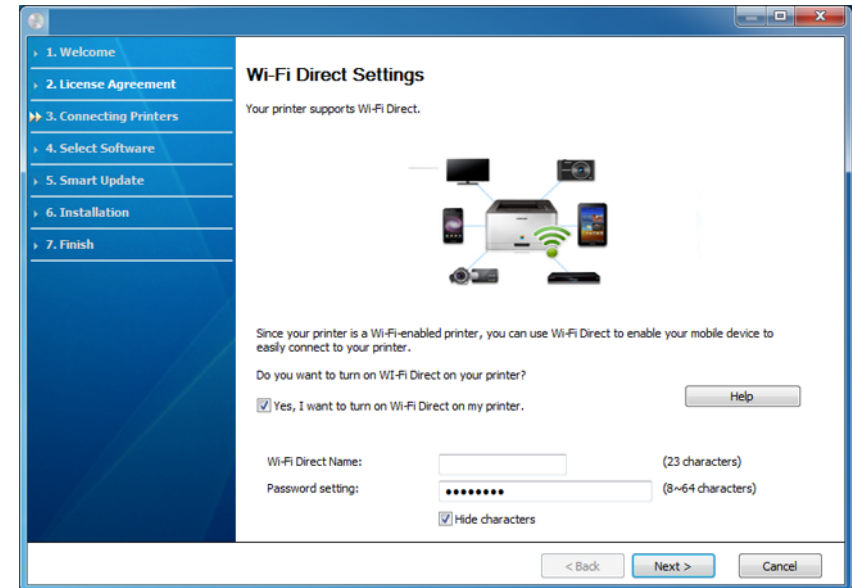 1. Welcome
2. License Agreement
3. Connecting Printers
4. Select Software
5. Smart Update
6. Installation
7. Finish
Wi-Fi Direct Settings
Your printer supports Wi-Fi Direct.
Since your printer is a Wi-Fi-enabled printer, you can use Wi-Fi Direct to enable your mobile device to
easily connect to your printer.
Do you want to turn on WI-Fi Direct on your printer?
Yes, I want to turn on Wi-Fi Direct on my printer.
Help
Wi-Fi Direct Name:
(23 characters)
Password setting:
••••••••
(8~64 characters)
Hide characters
< Back
Next >
Cancel